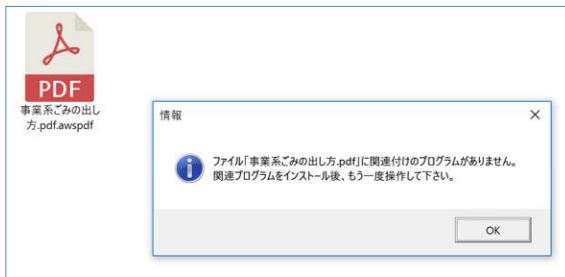 PDF
事業系ごみの出し
方.pdf.awspdf
情報
ファイル「事業系ごみの出し方.pdf」に関連付けのプログラムがありません。
関連プログラムをインストール後、もう一度操作して下さい。
OK